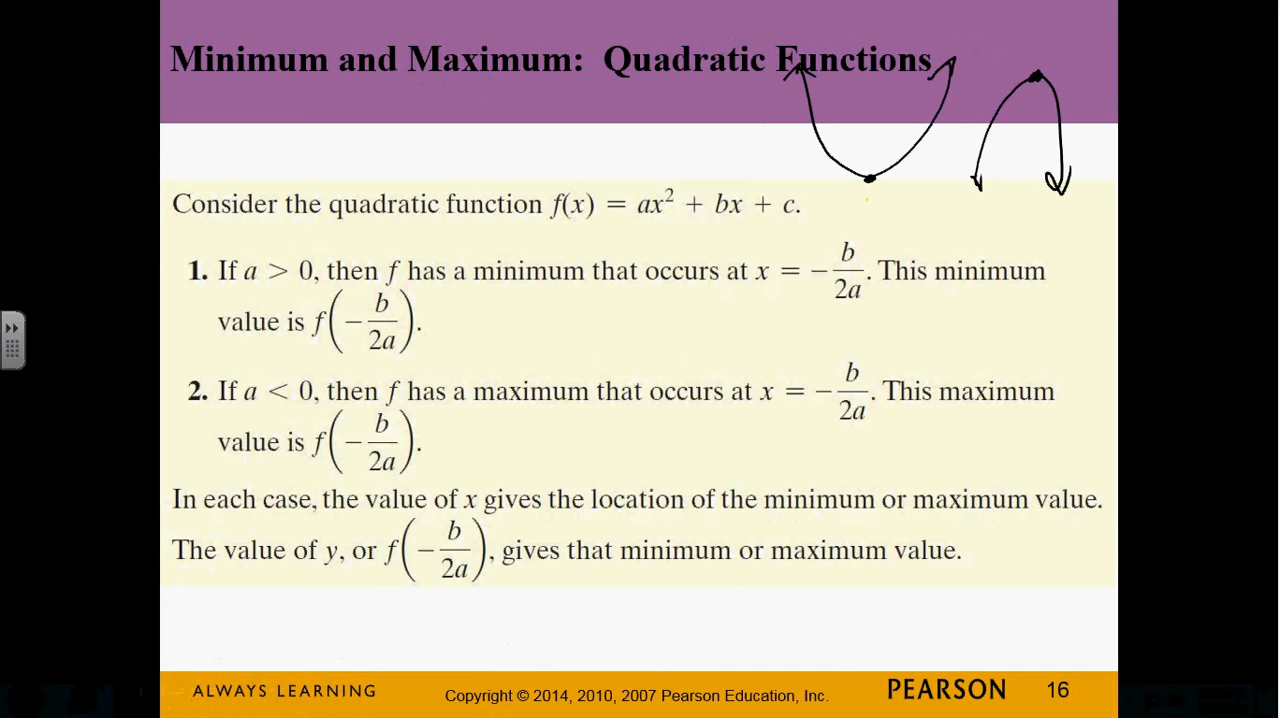 Minimum and Maximum: Quadratic Functions
Consider the quadratic function f(x) = ax² + bx + c.
1. If a > 0, then f has a minimum that occurs at x = −b/2a. This minimum
value is f(−b/2a).
2. If a < 0, then f has a maximum that occurs at x = −b/2a. This maximum
value is f(−b/2a).
In each case, the value of x gives the location of the minimum or maximum value.
The value of y, or f(−b/2a), gives that minimum or maximum value.
ALWAYS LEARNING
Copyright © 2014, 2010, 2007 Pearson Education, Inc.
PEARSON
16